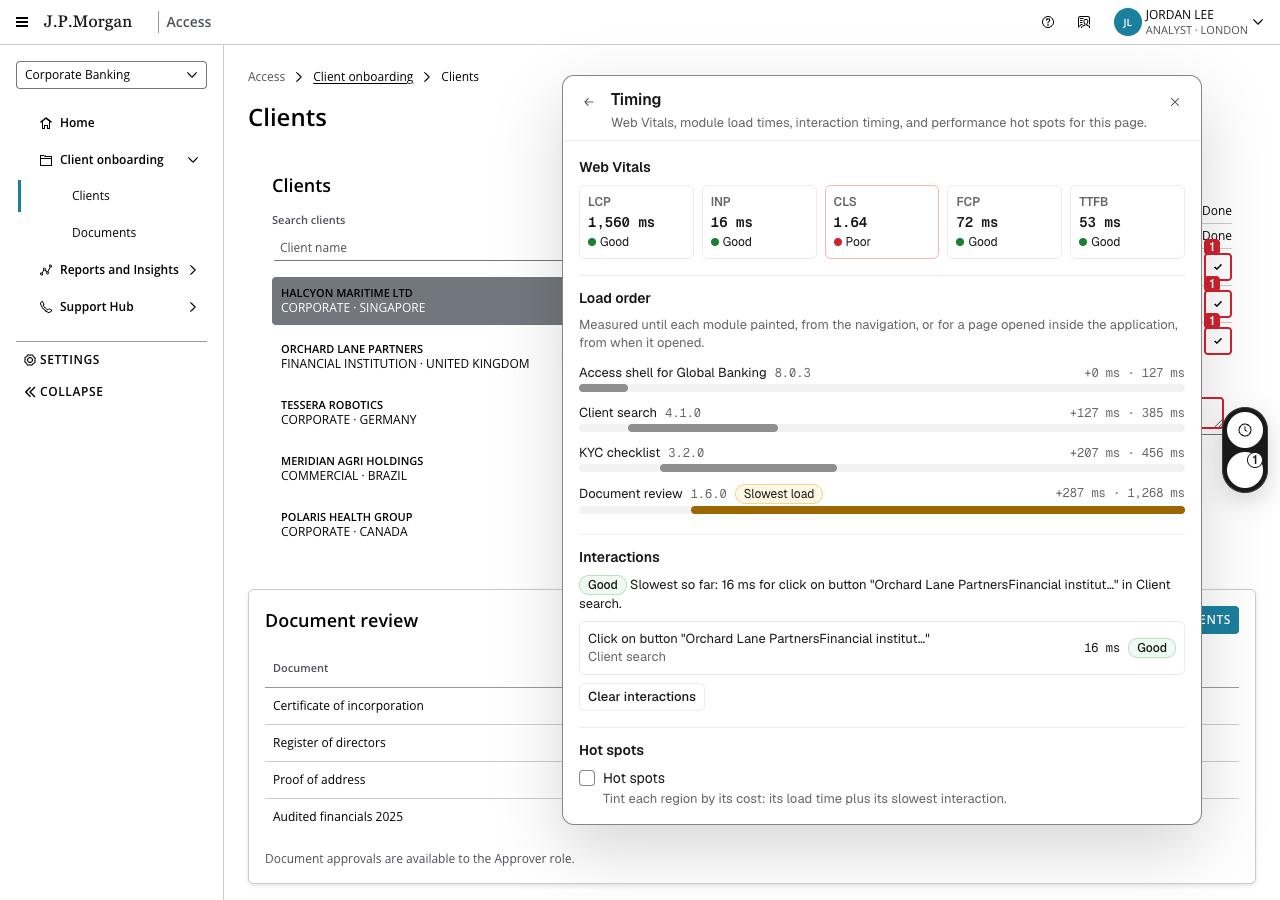 J.P.Morgan
Access
JL
JORDAN LEE
ANALYST · LONDON
Corporate Banking
Home
Client onboarding
Clients
Documents
Reports and Insights
Support Hub
SETTINGS
COLLAPSE
Access
Client onboarding
Clients
Clients
Clients
Search clients
Client name
HALCYON MARITIME LTD
CORPORATE · SINGAPORE
ORCHARD LANE PARTNERS
FINANCIAL INSTITUTION · UNITED KINGDOM
TESSERA ROBOTICS
CORPORATE · GERMANY
MERIDIAN AGRI HOLDINGS
COMMERCIAL · BRAZIL
POLARIS HEALTH GROUP
CORPORATE · CANADA
Done
Done
1
1
1
1
Document review
ENTS
Document
Certificate of incorporation
Register of directors
Proof of address
Audited financials 2025
Document approvals are available to the Approver role.
Timing
Web Vitals, module load times, interaction timing, and performance hot spots for this page.
Web Vitals
LCP
1,560 ms
Good
INP
16 ms
Good
CLS
1.64
Poor
FCP
72 ms
Good
TTFB
53 ms
Good
Load order
Measured until each module painted, from the navigation, or for a page opened inside the application,
from when it opened.
Access shell for Global Banking 8.0.3 +0 ms · 127 ms
Client search 4.1.0 +127 ms · 385 ms
KYC checklist 3.2.0 +207 ms · 456 ms
Document review 1.6.0 Slowest load +287 ms · 1,268 ms
Interactions
Good Slowest so far: 16 ms for click on button "Orchard Lane PartnersFinancial institut…" in Client
search.
Click on button "Orchard Lane PartnersFinancial institut…"
Client search
16 ms Good
Clear interactions
Hot spots
Hot spots
Tint each region by its cost: its load time plus its slowest interaction.